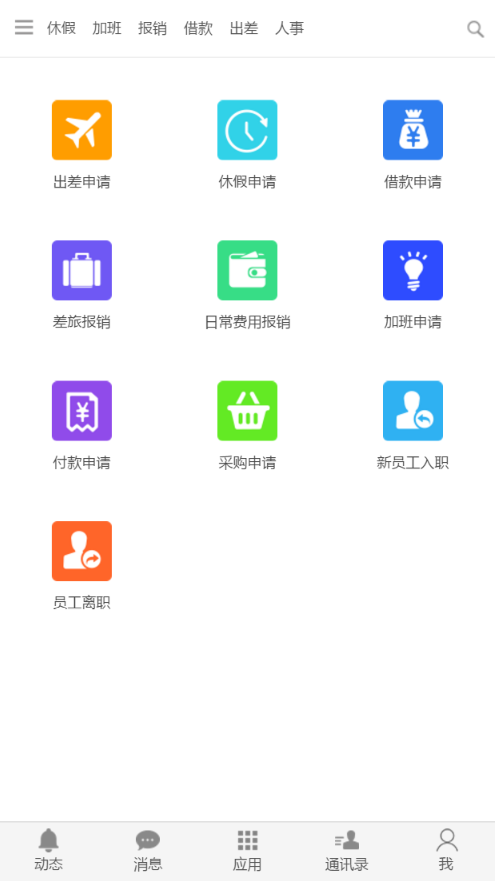 休假 加班 报销 借款 出差 人事
出差申请 休假申请 借款申请
差旅报销 日常费用报销 加班申请
付款申请 采购申请 新员工入职
员工离职
动态 消息 应用 通讯录 我